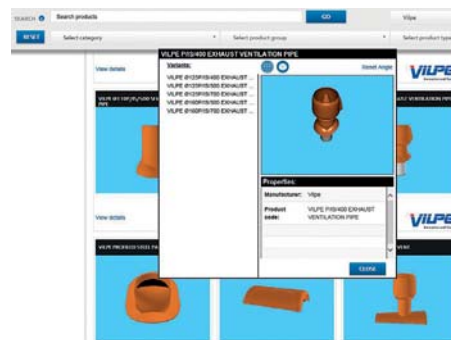 SEARCH
Search products
GO
Vilpe
RESET
Select category
Select product group
Select product type
VILPE P/IS/400 EXHAUST VENTILATION PIPE
Variants:
VILPE Ø125P/IS/400 EXHAUST ...
VILPE Ø125P/IS/500 EXHAUST ...
VILPE Ø125P/IS/700 EXHAUST ...
VILPE Ø160P/IS/500 EXHAUST ...
VILPE Ø160P/IS/700 EXHAUST ...
Reset Angle
View details
VILPE
PIPE
VENTILATION PIPE
Properties:
Manufacturer: Vilpe
Product code: VILPE P/IS/400 EXHAUST
VENTILATION PIPE
View details
VILPE
CLOSE